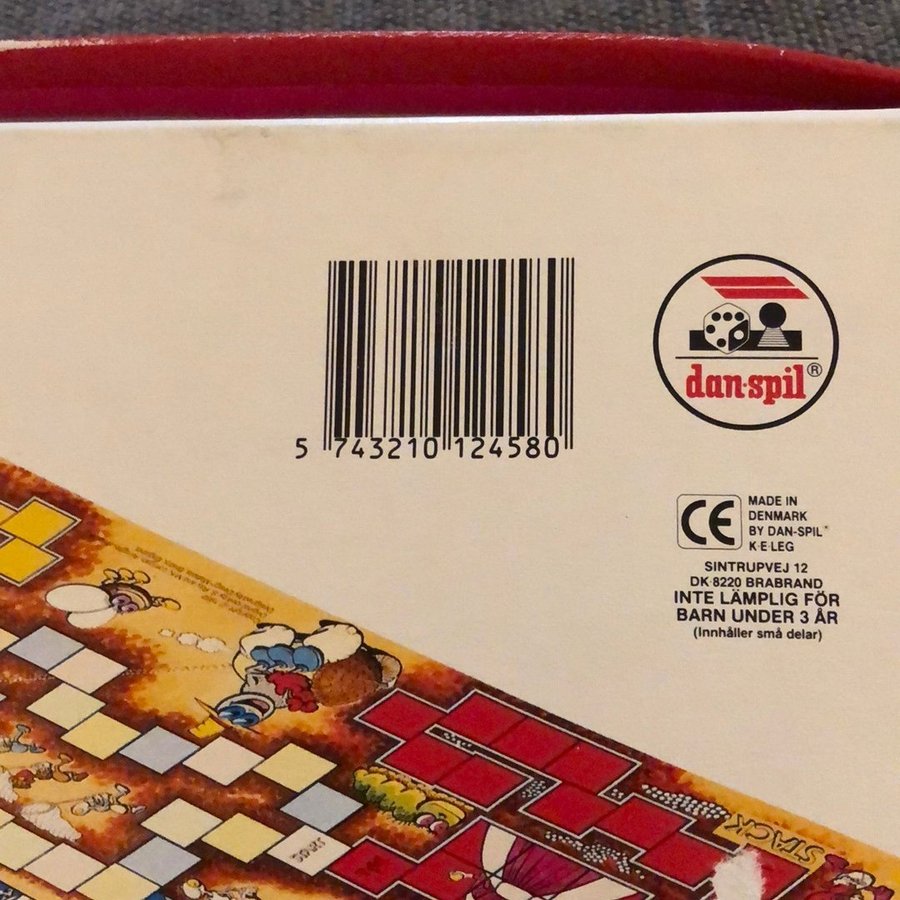 5 743210 124580
dan-spil®
CE
MADE IN
DENMARK
BY DAN-SPIL
K·E·LEG
SINTRUPVEJ 12
DK-8220 BRABRAND
INTE LÄMPLIG FÖR
BARN UNDER 3 ÅR
(Innhåller små delar)
STACK